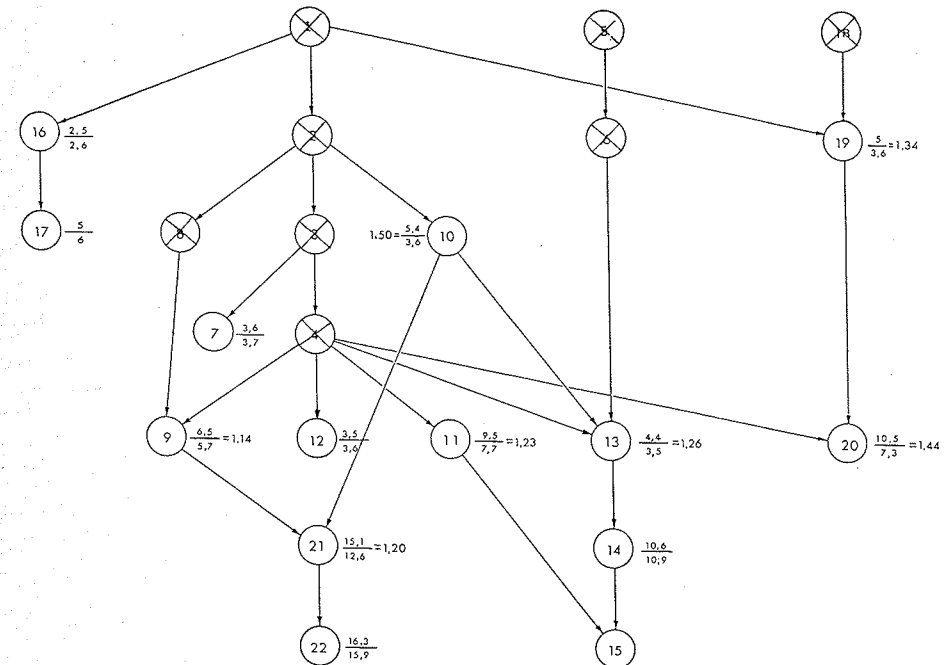 1 5 18
16 2,5/2,6 2 6 19 5/3,6=1,34
17 5/6 8 3 1,50=5,4/3,6 10
7 3,6/3,7 4
9 6,5/5,7=1,14 12 3,5/3,6 11 9,5/7,7=1,23 13 4,4/3,5=1,26 20 10,5/7,3=1,44
21 15,1/12,6=1,20 14 10,6/10,9
22 16,3/15,9 15